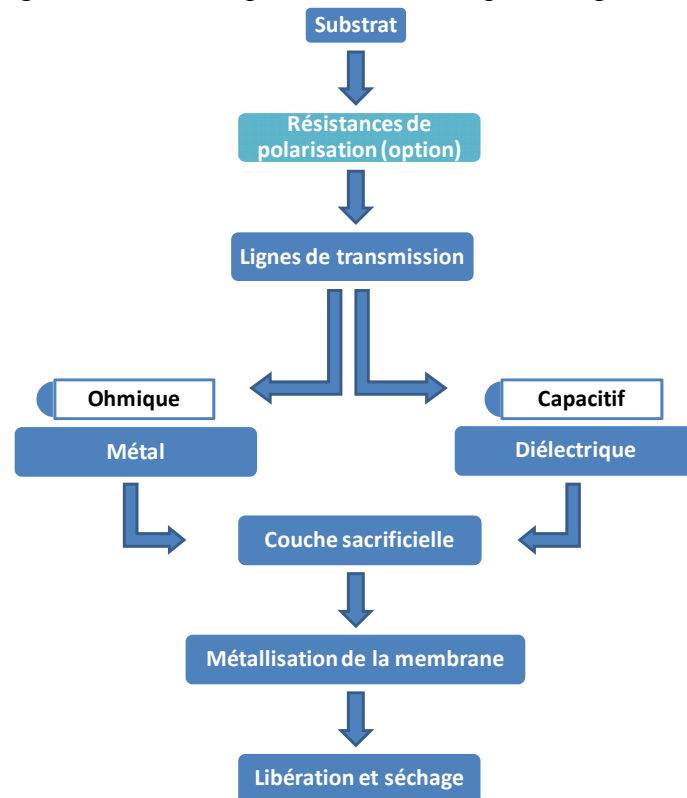 Substrat
Résistances de
polarisation (option)
Lignes de transmission
Ohmique
Capacitif
Métal
Diélectrique
Couche sacrificielle
Métallisation de la membrane
Libération et séchage